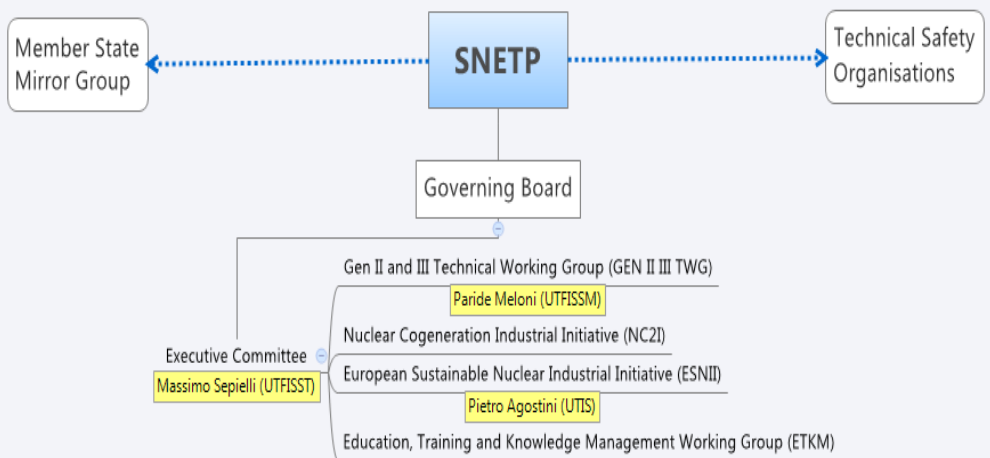 Member State
Mirror Group
SNETP
Technical Safety
Organisations
Governing Board
Gen II and III Technical Working Group (GEN II III TWG)
Paride Meloni (UTFISSM)
Nuclear Cogeneration Industrial Initiative (NC2I)
Executive Committee
Massimo Sepielli (UTFISST)
European Sustainable Nuclear Industrial Initiative (ESNII)
Pietro Agostini (UTIS)
Education, Training and Knowledge Management Working Group (ETKM)